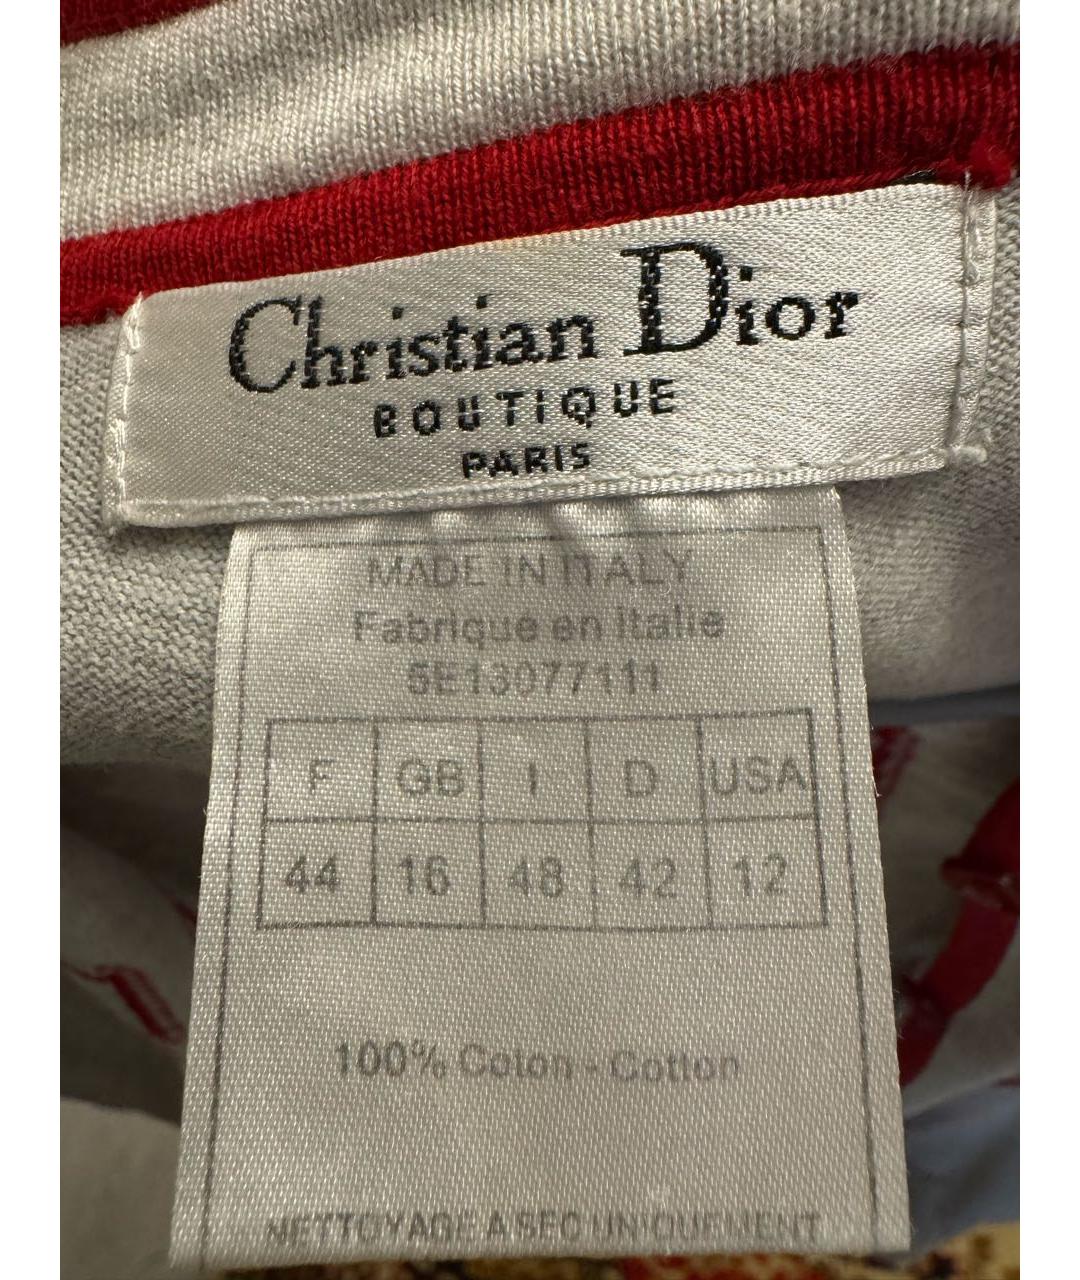 Christian Dior
BOUTIQUE
PARIS
MADE IN ITALY
Fabrique en Italie
5E13077111
F GB I D USA
44 16 48 42 12
100% Coton - Cotton
NETTOYAGE A SEC UNIQUEMENT